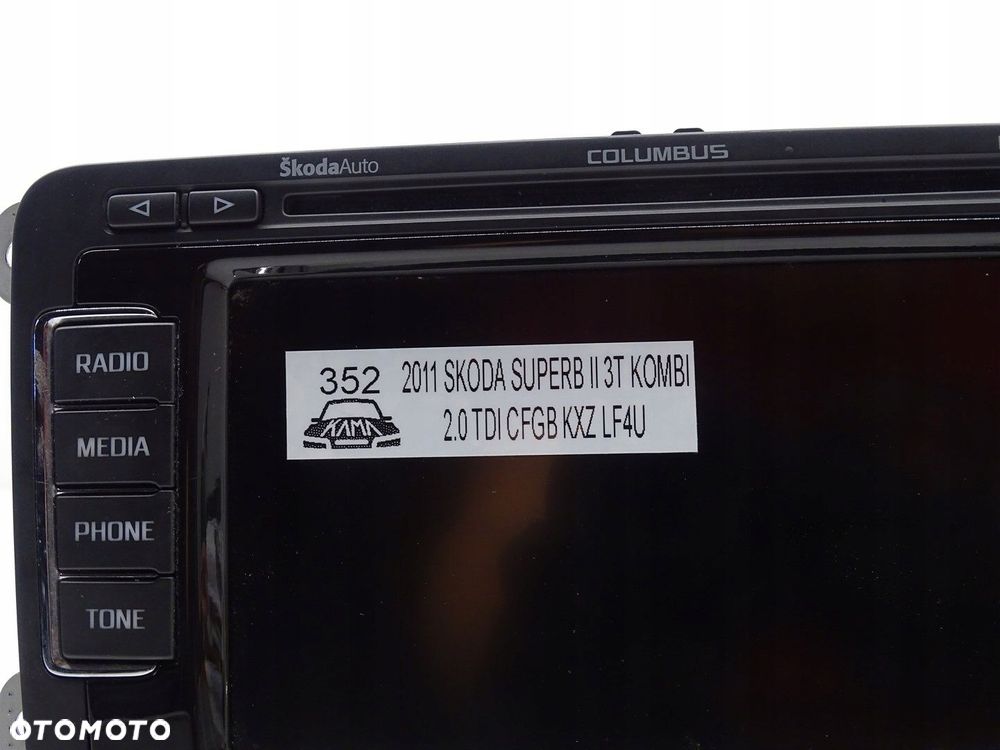 ŠkodaAuto
COLUMBUS
RADIO
MEDIA
PHONE
TONE
352
KAMA
2011 SKODA SUPERB II 3T KOMBI
2.0 TDI CFGB KXZ LF4U
OTOMOTO